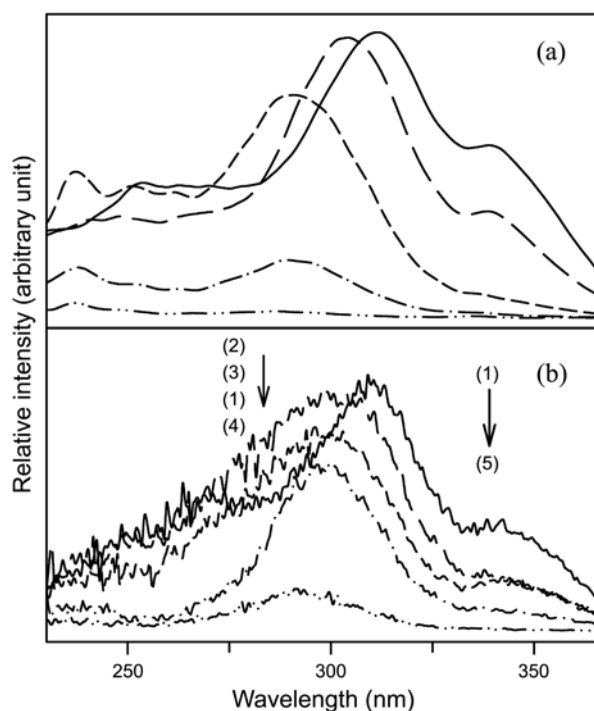 (a)
Relative intensity (arbitrary unit)
(b)
(2)
(3)
(1)
(4)
(1)
(5)
250
300
350
Wavelength (nm)